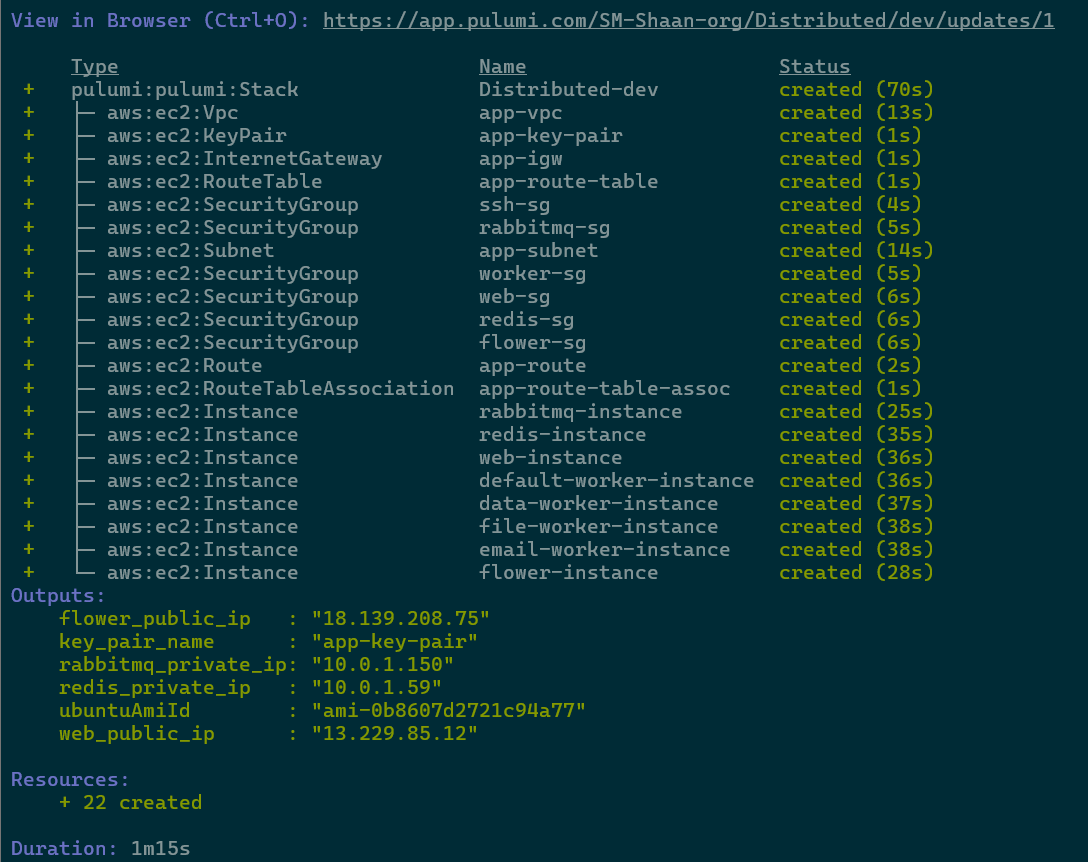 View in Browser (Ctrl+O): https://app.pulumi.com/SM-Shaan-org/Distributed/dev/updates/1
Type Name Status
+ pulumi:pulumi:Stack Distributed-dev created (70s)
+ ├─ aws:ec2:Vpc app-vpc created (13s)
+ ├─ aws:ec2:KeyPair app-key-pair created (1s)
+ ├─ aws:ec2:InternetGateway app-igw created (1s)
+ ├─ aws:ec2:RouteTable app-route-table created (1s)
+ ├─ aws:ec2:SecurityGroup ssh-sg created (4s)
+ ├─ aws:ec2:SecurityGroup rabbitmq-sg created (5s)
+ ├─ aws:ec2:Subnet app-subnet created (14s)
+ ├─ aws:ec2:SecurityGroup worker-sg created (5s)
+ ├─ aws:ec2:SecurityGroup web-sg created (6s)
+ ├─ aws:ec2:SecurityGroup redis-sg created (6s)
+ ├─ aws:ec2:SecurityGroup flower-sg created (6s)
+ ├─ aws:ec2:Route app-route created (2s)
+ ├─ aws:ec2:RouteTableAssociation app-route-table-assoc created (1s)
+ ├─ aws:ec2:Instance rabbitmq-instance created (25s)
+ ├─ aws:ec2:Instance redis-instance created (35s)
+ ├─ aws:ec2:Instance web-instance created (36s)
+ ├─ aws:ec2:Instance default-worker-instance created (36s)
+ ├─ aws:ec2:Instance data-worker-instance created (37s)
+ ├─ aws:ec2:Instance file-worker-instance created (38s)
+ ├─ aws:ec2:Instance email-worker-instance created (38s)
+ └─ aws:ec2:Instance flower-instance created (28s)
Outputs:
flower_public_ip : "18.139.208.75"
key_pair_name : "app-key-pair"
rabbitmq_private_ip: "10.0.1.150"
redis_private_ip : "10.0.1.59"
ubuntuAmiId : "ami-0b8607d2721c94a77"
web_public_ip : "13.229.85.12"
Resources:
+ 22 created
Duration: 1m15s